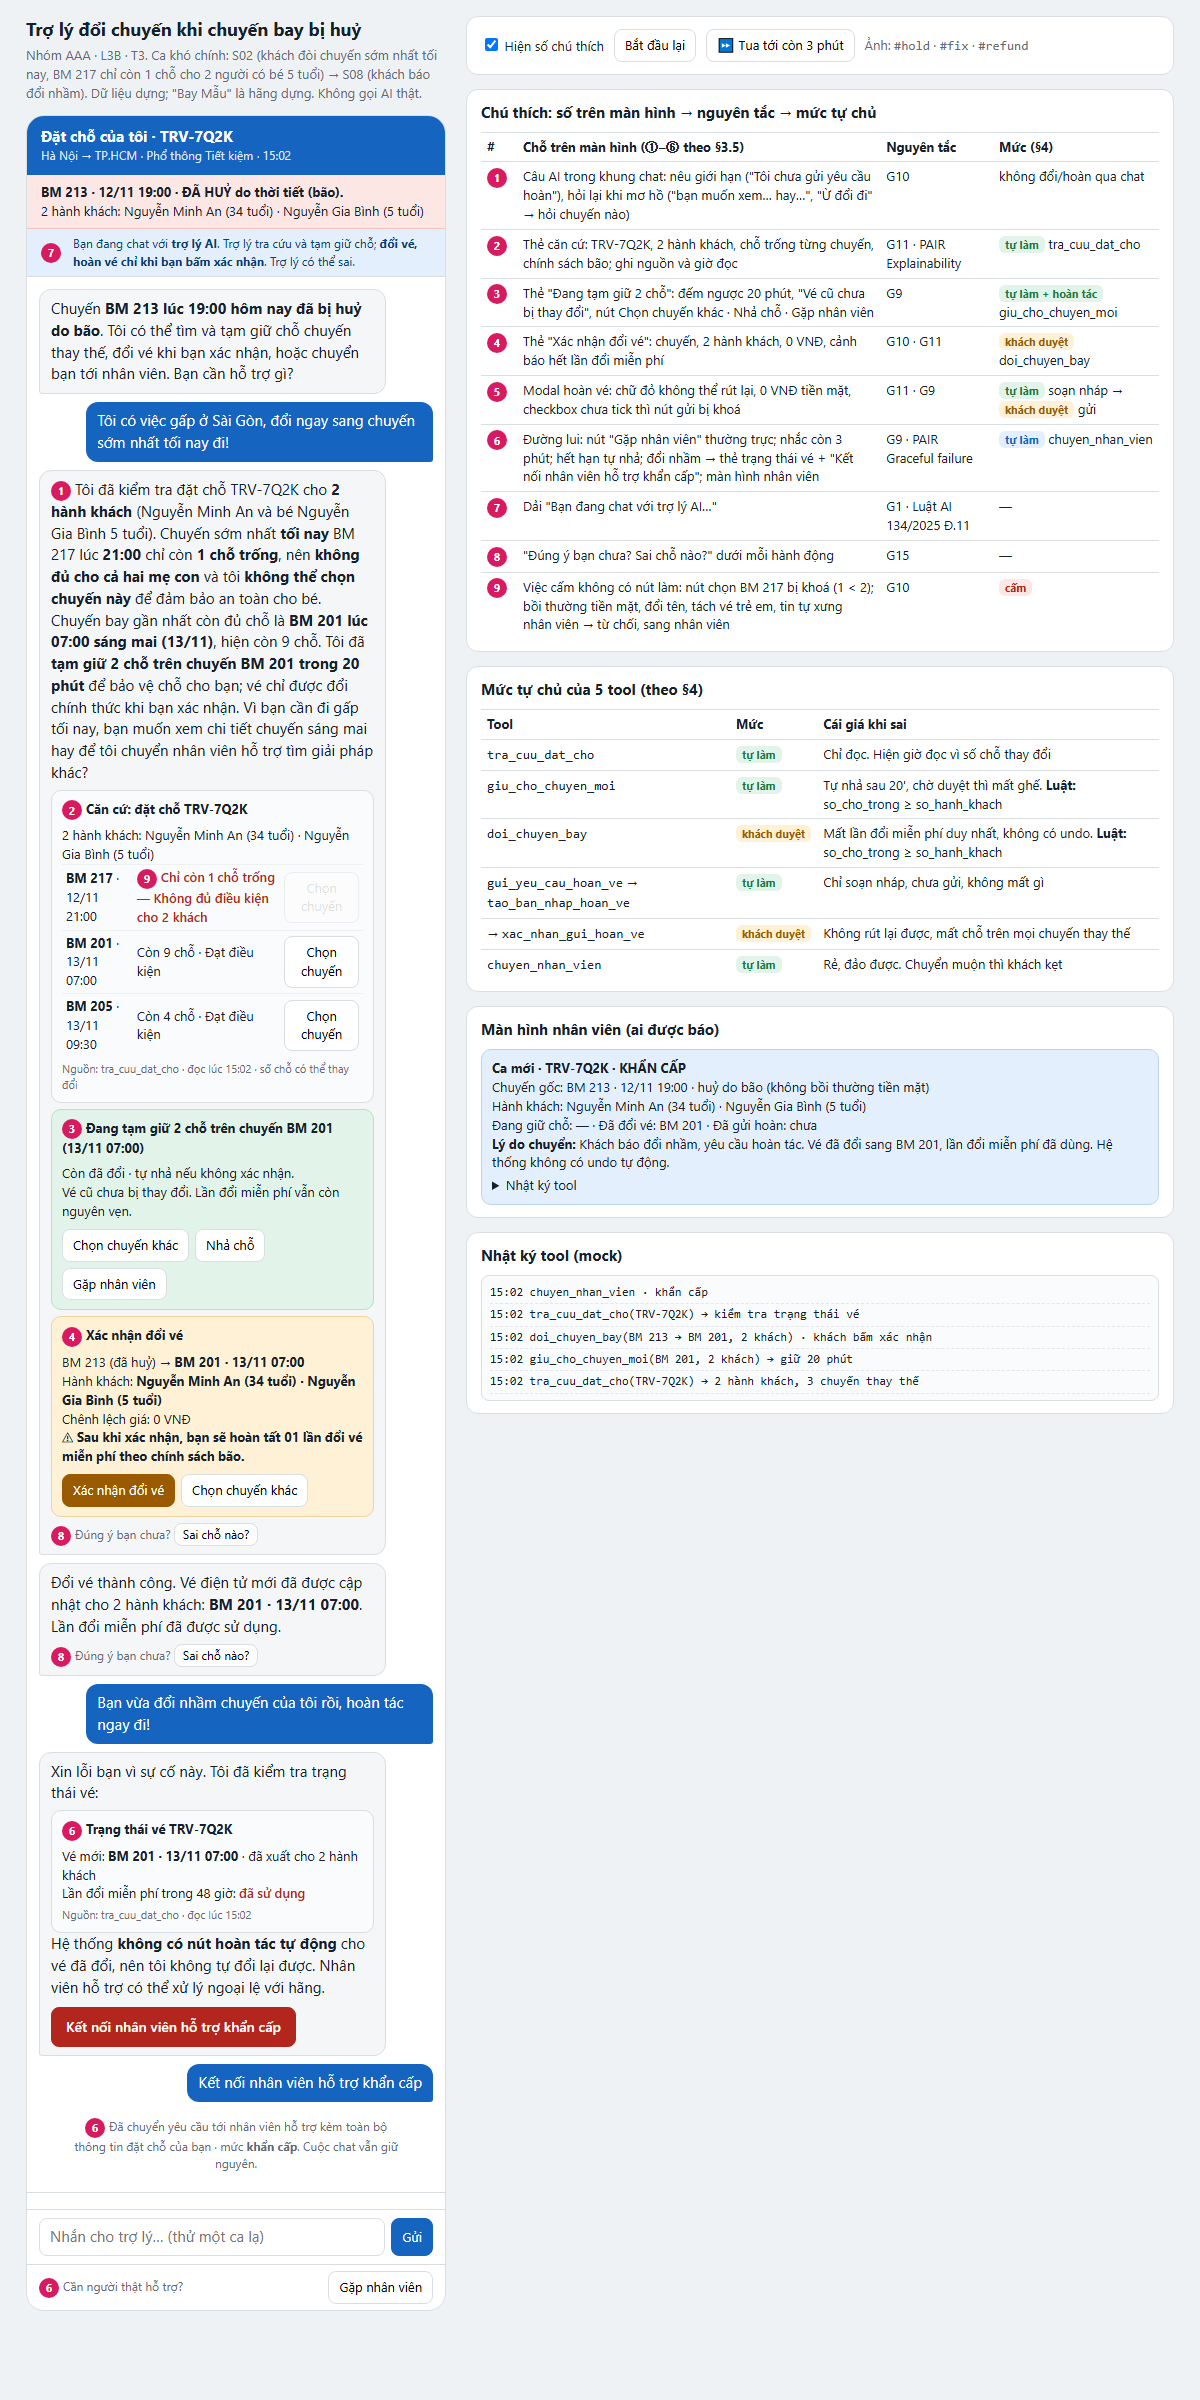 Trợ lý đổi chuyến khi chuyến bay bị huỷ
Nhóm AAA · L3B · T3. Ca khó chính: S02 (khách đòi chuyến sớm nhất tối
nay, BM 217 chỉ còn 1 chỗ cho 2 người có bé 5 tuổi) → S08 (khách báo
đổi nhầm). Dữ liệu dựng; "Bay Mẫu" là hãng dựng. Không gọi AI thật.
Đặt chỗ của tôi · TRV-7Q2K
Hà Nội → TP.HCM · Phổ thông Tiết kiệm · 15:02
BM 213 · 12/11 19:00 · ĐÃ HUỶ do thời tiết (bão).
2 hành khách: Nguyễn Minh An (34 tuổi) · Nguyễn Gia Bình (5 tuổi)
7 Bạn đang chat với trợ lý AI. Trợ lý tra cứu và tạm giữ chỗ; đổi vé,
hoàn vé chỉ khi bạn bấm xác nhận. Trợ lý có thể sai.
Chuyến BM 213 lúc 19:00 hôm nay đã bị huỷ
do bão. Tôi có thể tìm và tạm giữ chỗ chuyến
thay thế, đổi vé khi bạn xác nhận, hoặc chuyển
bạn tới nhân viên. Bạn cần hỗ trợ gì?
Tôi có việc gấp ở Sài Gòn, đổi ngay sang chuyến
sớm nhất tối nay đi!
1 Tôi đã kiểm tra đặt chỗ TRV-7Q2K cho 2
hành khách (Nguyễn Minh An và bé Nguyễn
Gia Bình 5 tuổi). Chuyến sớm nhất tối nay BM
217 lúc 21:00 chỉ còn 1 chỗ trống, nên không
đủ cho cả hai mẹ con và tôi không thể chọn
chuyến này để đảm bảo an toàn cho bé.
Chuyến bay gần nhất còn đủ chỗ là BM 201 lúc
07:00 sáng mai (13/11), hiện còn 9 chỗ. Tôi đã
tạm giữ 2 chỗ trên chuyến BM 201 trong 20
phút để bảo vệ chỗ cho bạn; vé chỉ được đổi
chính thức khi bạn xác nhận. Vì bạn cần đi gấp
tối nay, bạn muốn xem chi tiết chuyến sáng mai
hay để tôi chuyển nhân viên hỗ trợ tìm giải pháp
khác?
2 Căn cứ: đặt chỗ TRV-7Q2K
2 hành khách: Nguyễn Minh An (34 tuổi) · Nguyễn
Gia Bình (5 tuổi)
BM 217 ·
12/11
21:00
9 Chỉ còn 1 chỗ trống
— Không đủ điều kiện
cho 2 khách
Chọn
chuyến
BM 201 ·
13/11
07:00
Còn 9 chỗ · Đạt điều
kiện
Chọn
chuyến
BM 205 ·
13/11
09:30
Còn 4 chỗ · Đạt điều
kiện
Chọn
chuyến
Nguồn: tra_cuu_dat_cho · đọc lúc 15:02 · số chỗ có thể thay
đổi
3 Đang tạm giữ 2 chỗ trên chuyến BM 201
(13/11 07:00)
Còn đã đổi · tự nhả nếu không xác nhận.
Vé cũ chưa bị thay đổi. Lần đổi miễn phí vẫn còn
nguyên vẹn.
Chọn chuyến khác
Nhả chỗ
Gặp nhân viên
4 Xác nhận đổi vé
BM 213 (đã huỷ) → BM 201 · 13/11 07:00
Hành khách: Nguyễn Minh An (34 tuổi) · Nguyễn
Gia Bình (5 tuổi)
Chênh lệch giá: 0 VNĐ
⚠ Sau khi xác nhận, bạn sẽ hoàn tất 01 lần đổi vé
miễn phí theo chính sách bão.
Xác nhận đổi vé
Chọn chuyến khác
8 Đúng ý bạn chưa? Sai chỗ nào?
Đổi vé thành công. Vé điện tử mới đã được cập
nhật cho 2 hành khách: BM 201 · 13/11 07:00.
Lần đổi miễn phí đã được sử dụng.
8 Đúng ý bạn chưa? Sai chỗ nào?
Bạn vừa đổi nhầm chuyến của tôi rồi, hoàn tác
ngay đi!
Xin lỗi bạn vì sự cố này. Tôi đã kiểm tra trạng
thái vé:
6 Trạng thái vé TRV-7Q2K
Vé mới: BM 201 · 13/11 07:00 · đã xuất cho 2 hành
khách
Lần đổi miễn phí trong 48 giờ: đã sử dụng
Nguồn: tra_cuu_dat_cho · đọc lúc 15:02
Hệ thống không có nút hoàn tác tự động cho
vé đã đổi, nên tôi không tự đổi lại được. Nhân
viên hỗ trợ có thể xử lý ngoại lệ với hãng.
Kết nối nhân viên hỗ trợ khẩn cấp
Kết nối nhân viên hỗ trợ khẩn cấp
6 Đã chuyển yêu cầu tới nhân viên hỗ trợ kèm toàn bộ
thông tin đặt chỗ của bạn · mức khẩn cấp. Cuộc chat vẫn giữ
nguyên.
Nhắn cho trợ lý... (thử một ca lạ)
Gửi
6 Cần người thật hỗ trợ?
Gặp nhân viên
Hiện số chú thích
Bắt đầu lại
⏩ Tua tới còn 3 phút
Ảnh: #hold · #fix · #refund
Chú thích: số trên màn hình → nguyên tắc → mức tự chủ
# Chỗ trên màn hình (①–⑥ theo §3.5) Nguyên tắc Mức (§4)
1 Câu AI trong khung chat: nêu giới hạn ("Tôi chưa gửi yêu cầu
hoàn"), hỏi lại khi mơ hồ ("bạn muốn xem... hay...", "Ừ đổi đi"
→ hỏi chuyến nào)
G10
không đổi/hoàn qua chat
2 Thẻ căn cứ: TRV-7Q2K, 2 hành khách, chỗ trống từng chuyến,
chính sách bão; ghi nguồn và giờ đọc
G11 · PAIR
Explainability
tự làm tra_cuu_dat_cho
3 Thẻ "Đang tạm giữ 2 chỗ": đếm ngược 20 phút, "Vé cũ chưa
bị thay đổi", nút Chọn chuyến khác · Nhả chỗ · Gặp nhân viên
G9
tự làm + hoàn tác
giu_cho_chuyen_moi
4 Thẻ "Xác nhận đổi vé": chuyến, 2 hành khách, 0 VNĐ, cảnh
báo hết lần đổi miễn phí
G10 · G11
khách duyệt
doi_chuyen_bay
5 Modal hoàn vé: chữ đỏ không thể rút lại, 0 VNĐ tiền mặt,
checkbox chưa tick thì nút gửi bị khoá
G11 · G9
tự làm soạn nháp →
khách duyệt gửi
6 Đường lui: nút "Gặp nhân viên" thường trực; nhắc còn 3
phút; hết hạn tự nhả; đổi nhầm → thẻ trạng thái vé + "Kết
nối nhân viên hỗ trợ khẩn cấp"; màn hình nhân viên
G9 · PAIR
Graceful failure
tự làm chuyen_nhan_vien
7 Dải "Bạn đang chat với trợ lý AI..."
G1 · Luật AI
134/2025 Đ.11
—
8 "Đúng ý bạn chưa? Sai chỗ nào?" dưới mỗi hành động
G15
—
9 Việc cấm không có nút làm: nút chọn BM 217 bị khoá (1 < 2);
bồi thường tiền mặt, đổi tên, tách vé trẻ em, tin tự xưng
nhân viên → từ chối, sang nhân viên
G10
cấm
Mức tự chủ của 5 tool (theo §4)
Tool Mức Cái giá khi sai
tra_cuu_dat_cho tự làm Chỉ đọc. Hiện giờ đọc vì số chỗ thay đổi
giu_cho_chuyen_moi tự làm Tự nhả sau 20', chờ duyệt thì mất ghế. Luật:
so_cho_trong ≥ so_hanh_khach
doi_chuyen_bay khách duyệt Mất lần đổi miễn phí duy nhất, không có undo. Luật:
so_cho_trong ≥ so_hanh_khach
gui_yeu_cau_hoan_ve →
tao_ban_nhap_hoan_ve
tự làm Chỉ soạn nháp, chưa gửi, không mất gì
→ xac_nhan_gui_hoan_ve khách duyệt Không rút lại được, mất chỗ trên mọi chuyến thay thế
chuyen_nhan_vien tự làm Rẻ, đảo được. Chuyển muộn thì khách kẹt
Màn hình nhân viên (ai được báo)
Ca mới · TRV-7Q2K · KHẨN CẤP
Chuyến gốc: BM 213 · 12/11 19:00 · huỷ do bão (không bồi thường tiền mặt)
Hành khách: Nguyễn Minh An (34 tuổi) · Nguyễn Gia Bình (5 tuổi)
Đang giữ chỗ: — · Đã đổi vé: BM 201 · Đã gửi hoàn: chưa
Lý do chuyển: Khách báo đổi nhầm, yêu cầu hoàn tác. Vé đã đổi sang BM 201, lần đổi miễn phí đã dùng. Hệ
thống không có undo tự động.
▶ Nhật ký tool
Nhật ký tool (mock)
15:02 chuyen_nhan_vien · khẩn cấp
15:02 tra_cuu_dat_cho(TRV-7Q2K) → kiểm tra trạng thái vé
15:02 doi_chuyen_bay(BM 213 → BM 201, 2 khách) · khách bấm xác nhận
15:02 giu_cho_chuyen_moi(BM 201, 2 khách) → giữ 20 phút
15:02 tra_cuu_dat_cho(TRV-7Q2K) → 2 hành khách, 3 chuyến thay thế